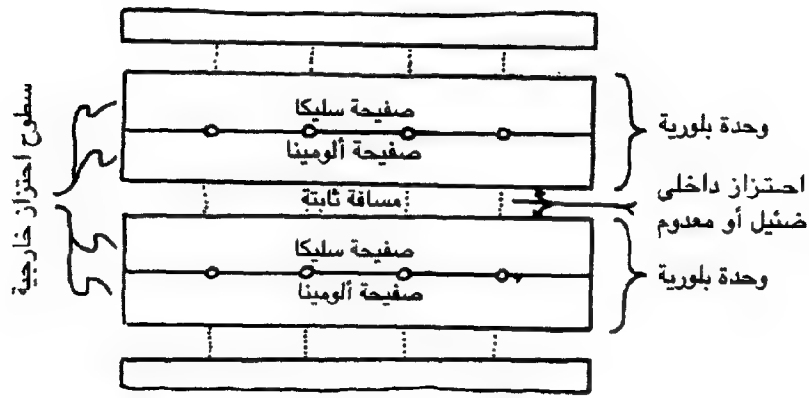 صفيحة سليكا
صفيحة ألومينا
وحدة بلورية
مسافة ثابتة
احتزاز داخلى
ضئيل أو معدوم
صفيحة سليكا
صفيحة ألومينا
وحدة بلورية
سطوح احتزاز خارجية